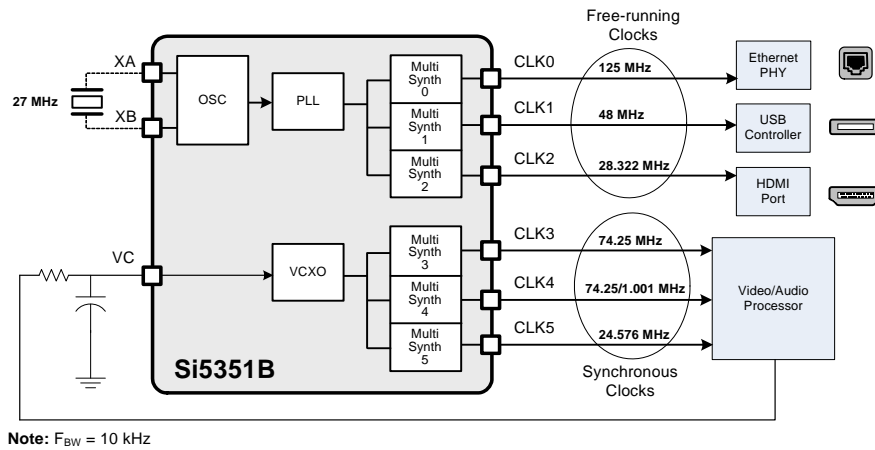 Free-running
Clocks
XA
XB
27 MHz
OSC
PLL
Multi
Synth
0
Multi
Synth
1
Multi
Synth
2
CLK0
125 MHz
CLK1
48 MHz
CLK2
28.322 MHz
Ethernet
PHY
USB
Controller
HDMI
Port
VC
VCXO
Multi
Synth
3
Multi
Synth
4
Multi
Synth
5
CLK3
74.25 MHz
CLK4
74.25/1.001 MHz
CLK5
24.576 MHz
Video/Audio
Processor
Si5351B
Synchronous
Clocks
Note: FBW = 10 kHz